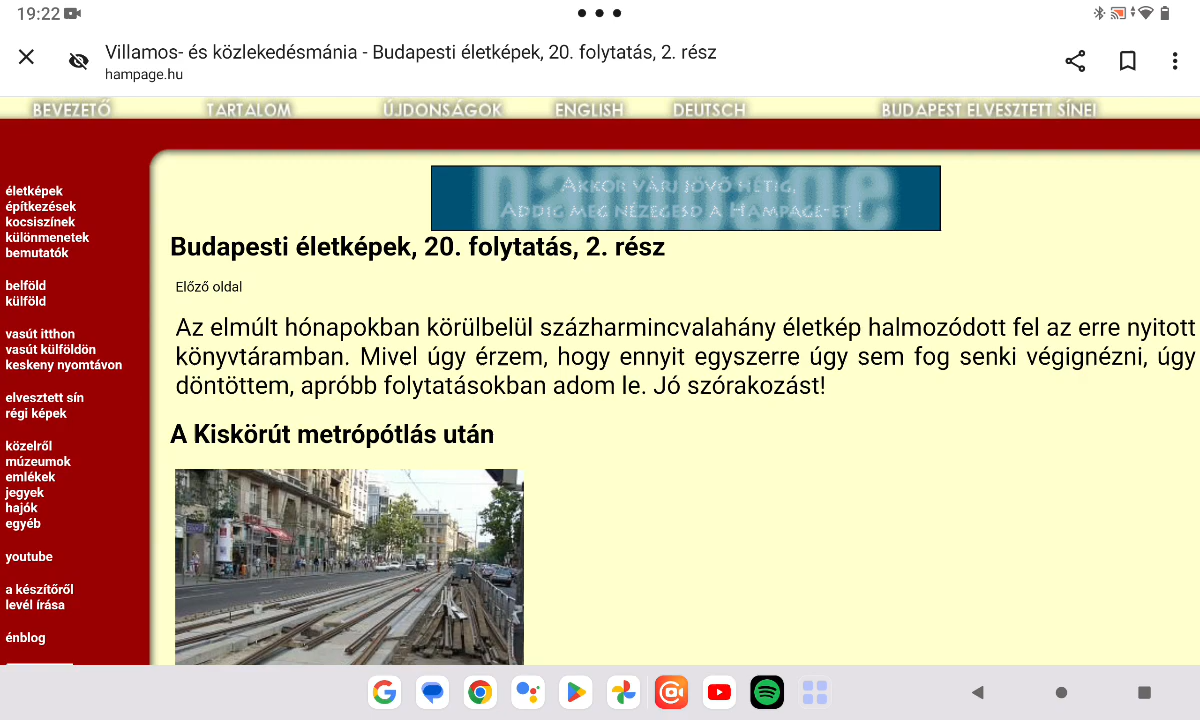 19:22
Villamos- és közlekedésmánia - Budapesti életképek, 20. folytatás, 2. rész
hampage.hu
BEVEZETŐ TARTALOM ÚJDONSÁGOK ENGLISH DEUTSCH BUDAPEST ELVESZTETT SÍNEI
életképek
építkezések
kocsiszínek
különmenetek
bemutatók
belföld
külföld
vasút itthon
vasút külföldön
keskeny nyomtávon
elvesztett sín
régi képek
közelről
múzeumok
emlékek
jegyek
hajók
egyéb
youtube
a készítőről
levél írása
énblog
hampage
Akkor várj jövő hétig,
Addig meg nézegesd a Hampage-et !
Budapesti életképek, 20. folytatás, 2. rész
Előző oldal
Az elmúlt hónapokban körülbelül százharmincvalahány életkép halmozódott fel az erre nyitott
könyvtáramban. Mivel úgy érzem, hogy ennyit egyszerre úgy sem fog senki végignézni, úgy
döntöttem, apróbb folytatásokban adom le. Jó szórakozást!
A Kiskörút metrópótlás után